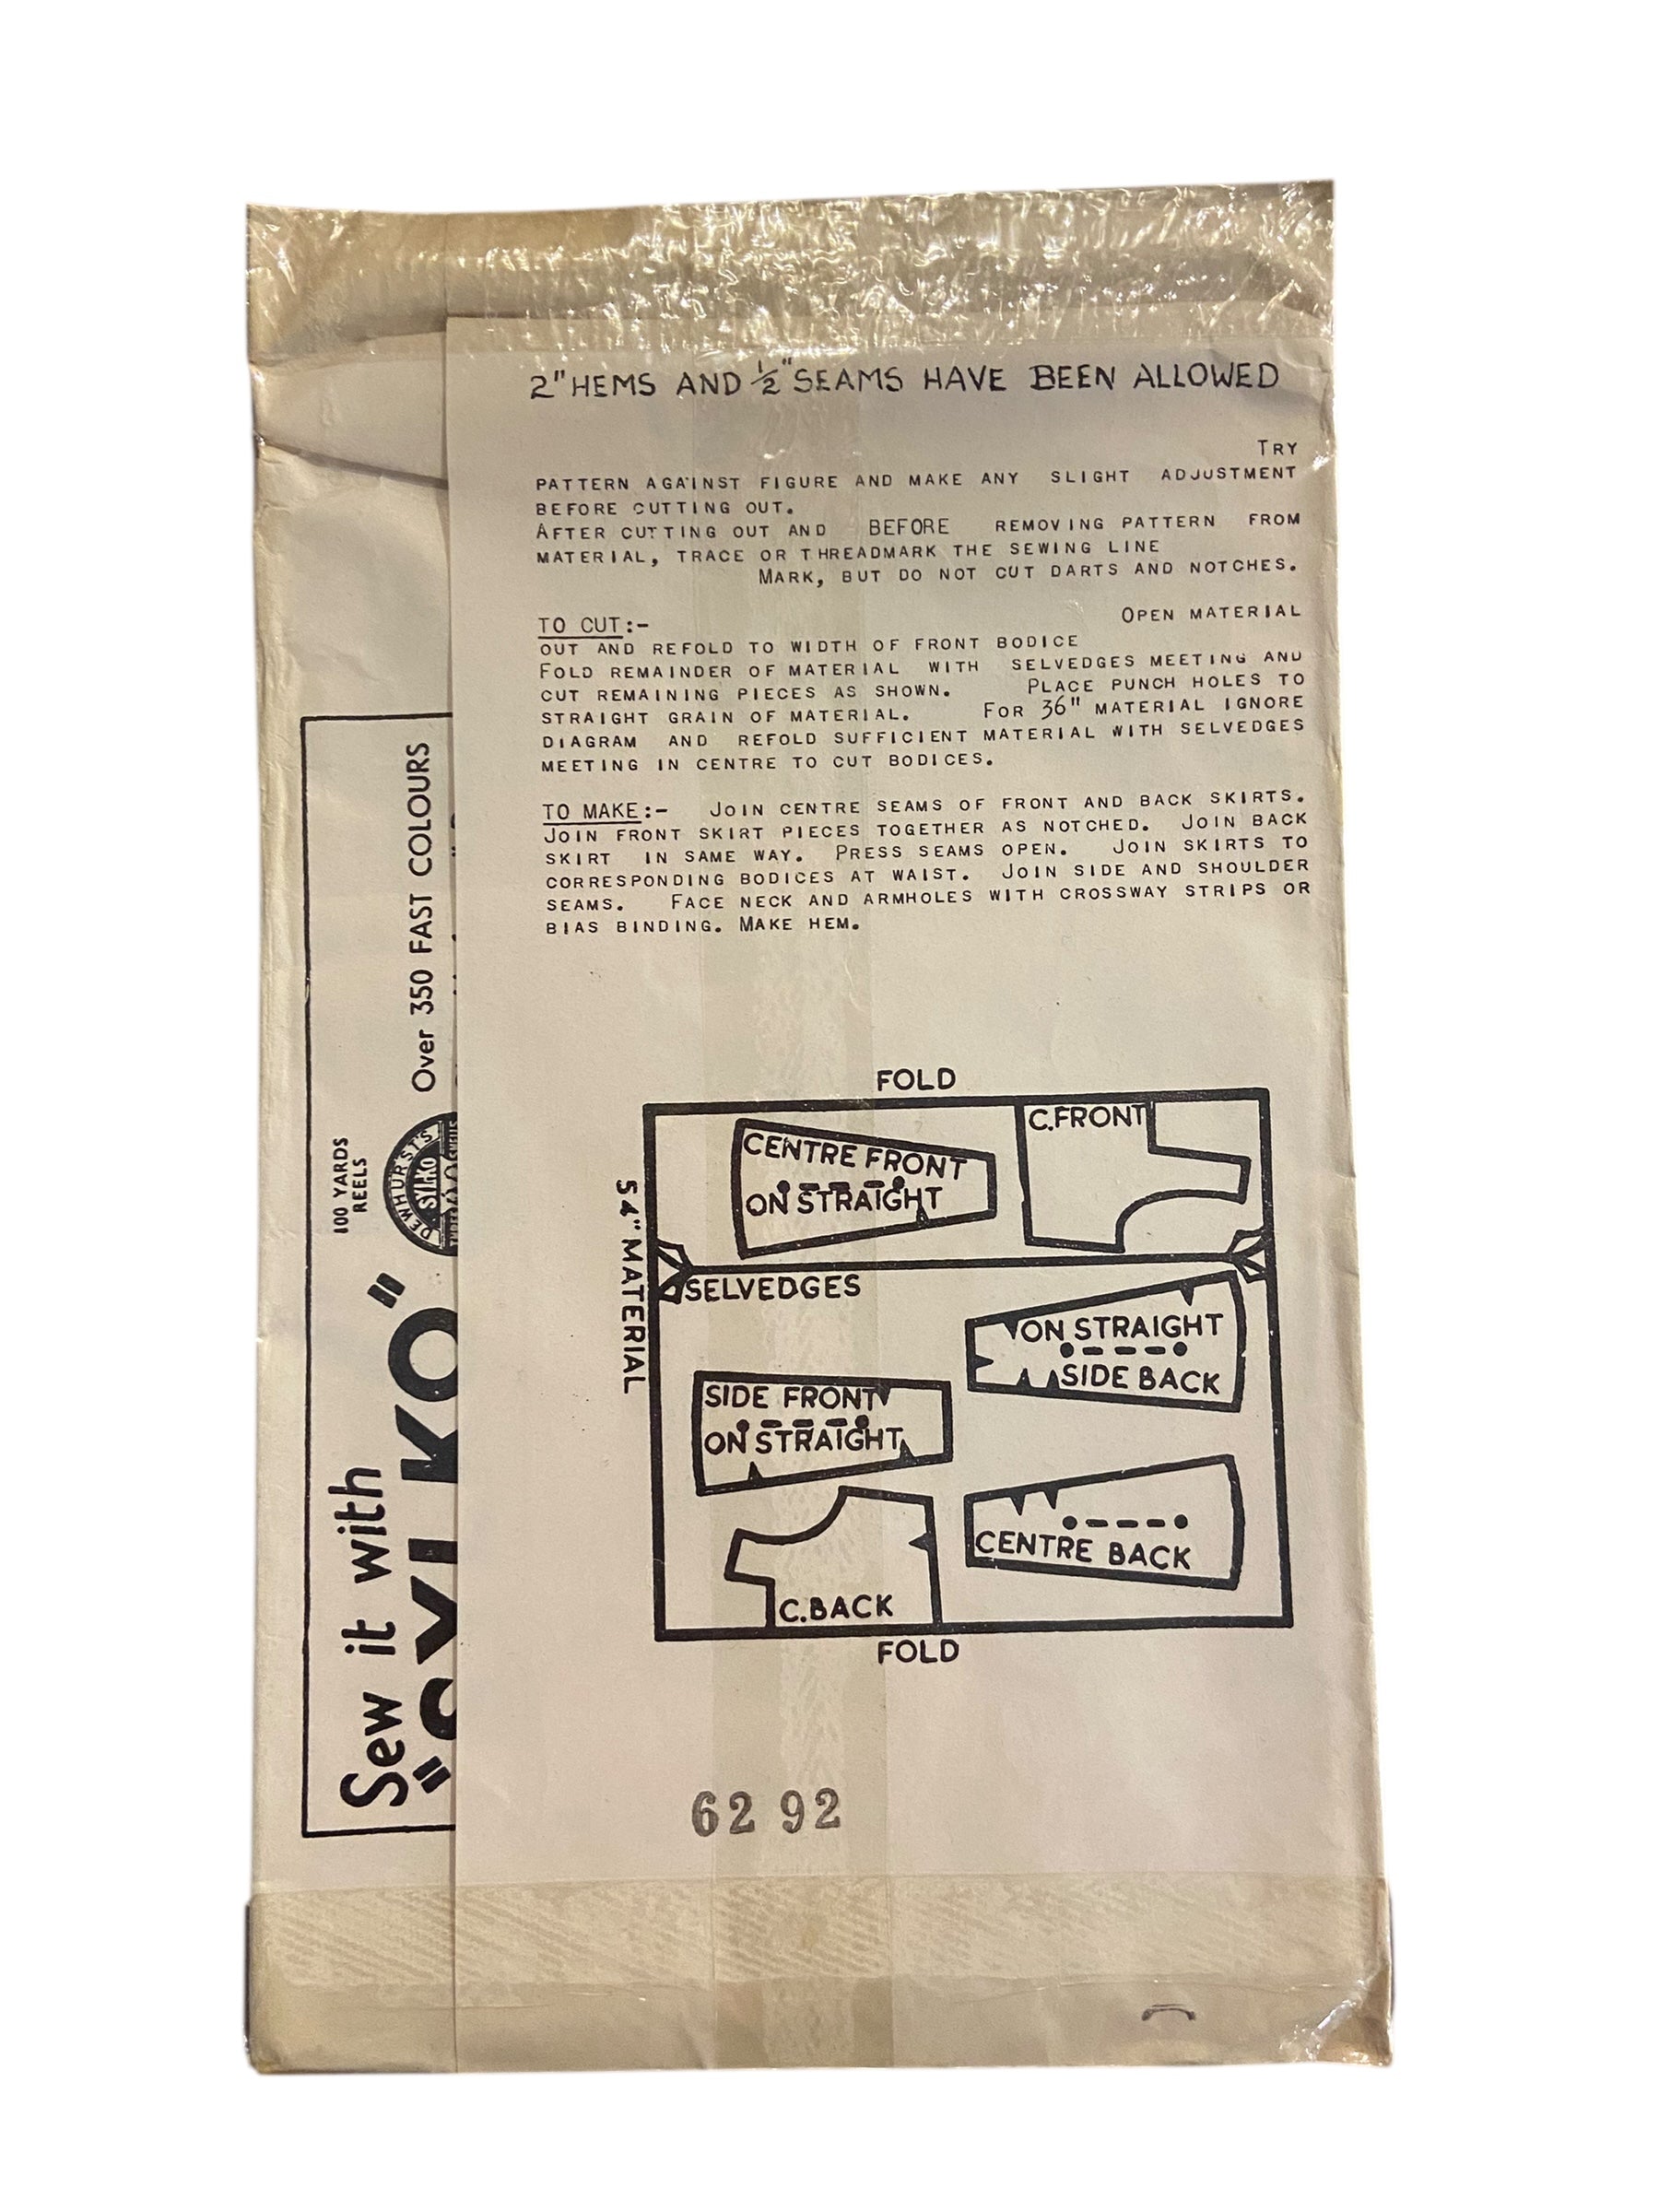 2" HEMS AND ½" SEAMS HAVE BEEN ALLOWED
TRY
PATTERN AGAINST FIGURE AND MAKE ANY SLIGHT ADJUSTMENT
BEFORE CUTTING OUT.
AFTER CUTTING OUT AND BEFORE REMOVING PATTERN FROM
MATERIAL, TRACE OR THREADMARK THE SEWING LINE
MARK, BUT DO NOT CUT DARTS AND NOTCHES.
TO CUT:- OPEN MATERIAL
OUT AND REFOLD TO WIDTH OF FRONT BODICE
FOLD REMAINDER OF MATERIAL WITH SELVEDGES MEETING AND
CUT REMAINING PIECES AS SHOWN. PLACE PUNCH HOLES TO
STRAIGHT GRAIN OF MATERIAL. FOR 36" MATERIAL IGNORE
DIAGRAM AND REFOLD SUFFICIENT MATERIAL WITH SELVEDGES
MEETING IN CENTRE TO CUT BODICES.
TO MAKE:- JOIN CENTRE SEAMS OF FRONT AND BACK SKIRTS.
JOIN FRONT SKIRT PIECES TOGETHER AS NOTCHED. JOIN BACK
SKIRT IN SAME WAY. PRESS SEAMS OPEN. JOIN SKIRTS TO
CORRESPONDING BODICES AT WAIST. JOIN SIDE AND SHOULDER
SEAMS. FACE NECK AND ARMHOLES WITH CROSSWAY STRIPS OR
BIAS BINDING. MAKE HEM.
FOLD
C.FRONT
CENTRE FRONT
ON STRAIGHT
54" MATERIAL
SELVEDGES
ON STRAIGHT
SIDE BACK
SIDE FRONT
ON STRAIGHT
CENTRE BACK
C.BACK
FOLD
6292
Sew it with
"SYLKO"
100 YARDS
REELS
DEWHURST'S
SYLKO
Over 350 FAST COLOURS